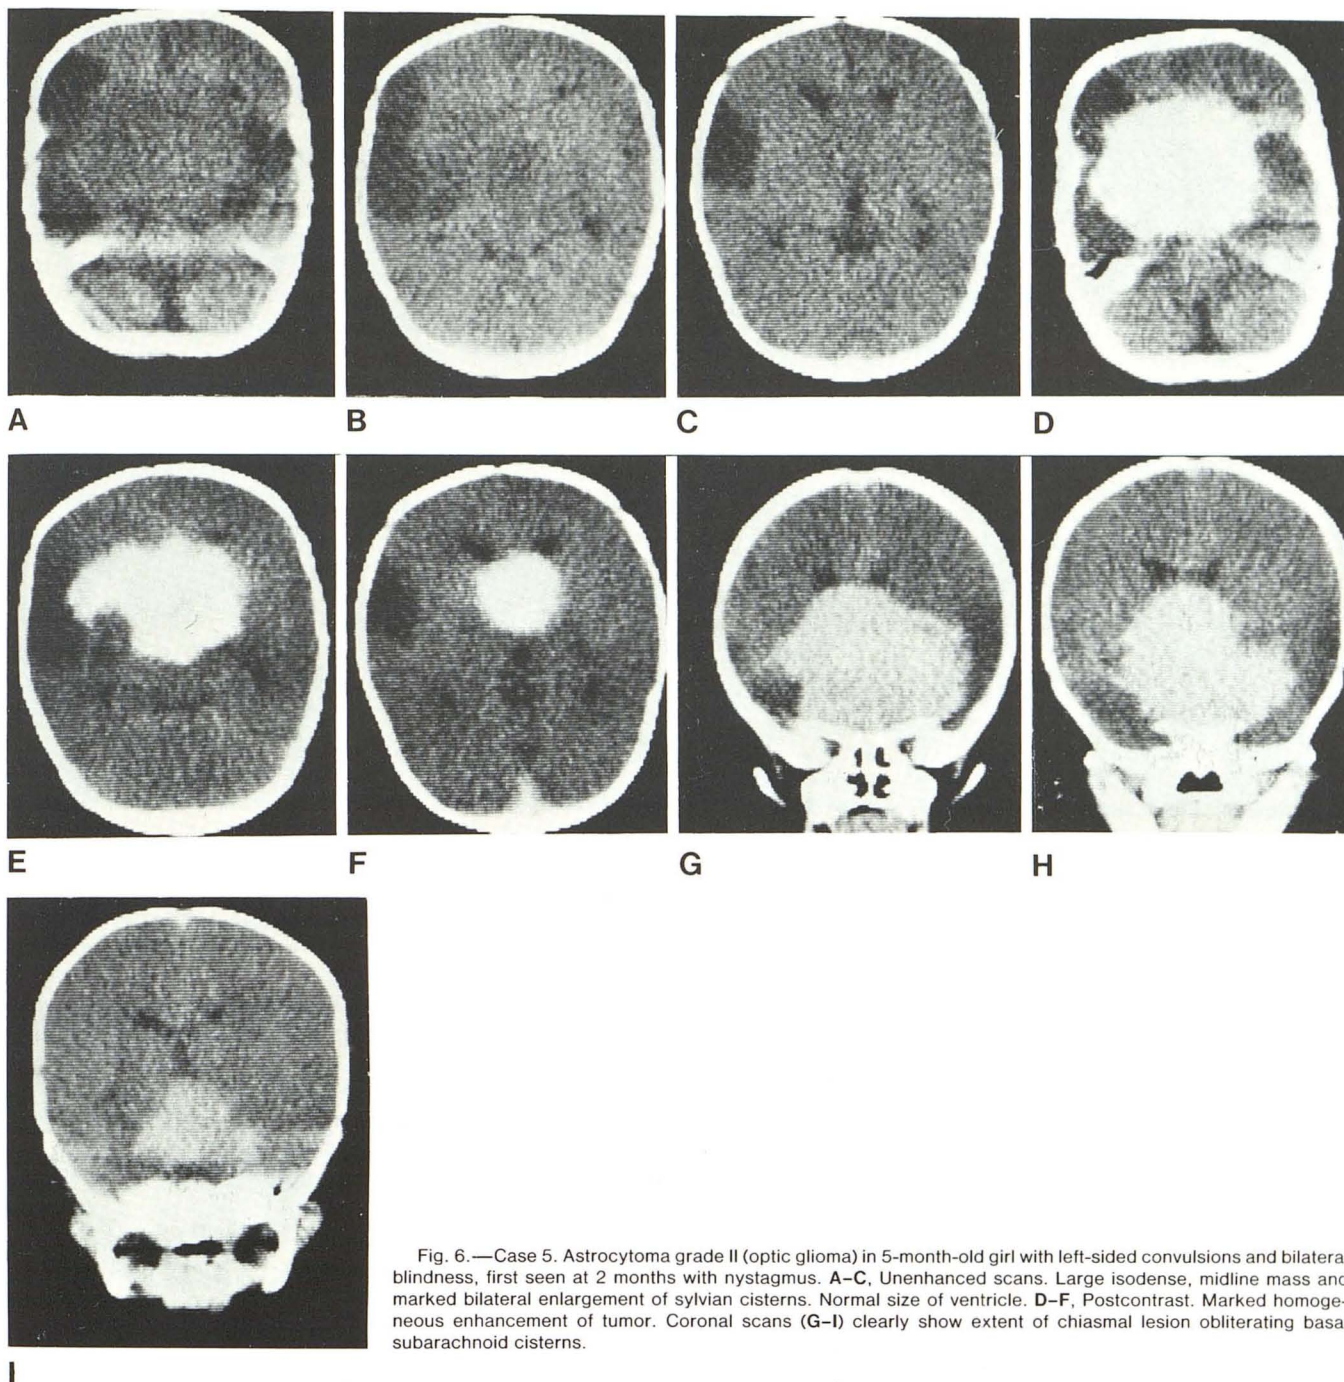 A
B
C
D
E
F
G
H
I
Fig. 6.—Case 5. Astrocytoma grade II (optic glioma) in 5-month-old girl with left-sided convulsions and bilatera
blindness, first seen at 2 months with nystagmus. A–C, Unenhanced scans. Large isodense, midline mass and
marked bilateral enlargement of sylvian cisterns. Normal size of ventricle. D–F, Postcontrast. Marked homoge-
neous enhancement of tumor. Coronal scans (G–I) clearly show extent of chiasmal lesion obliterating basa
subarachnoid cisterns.